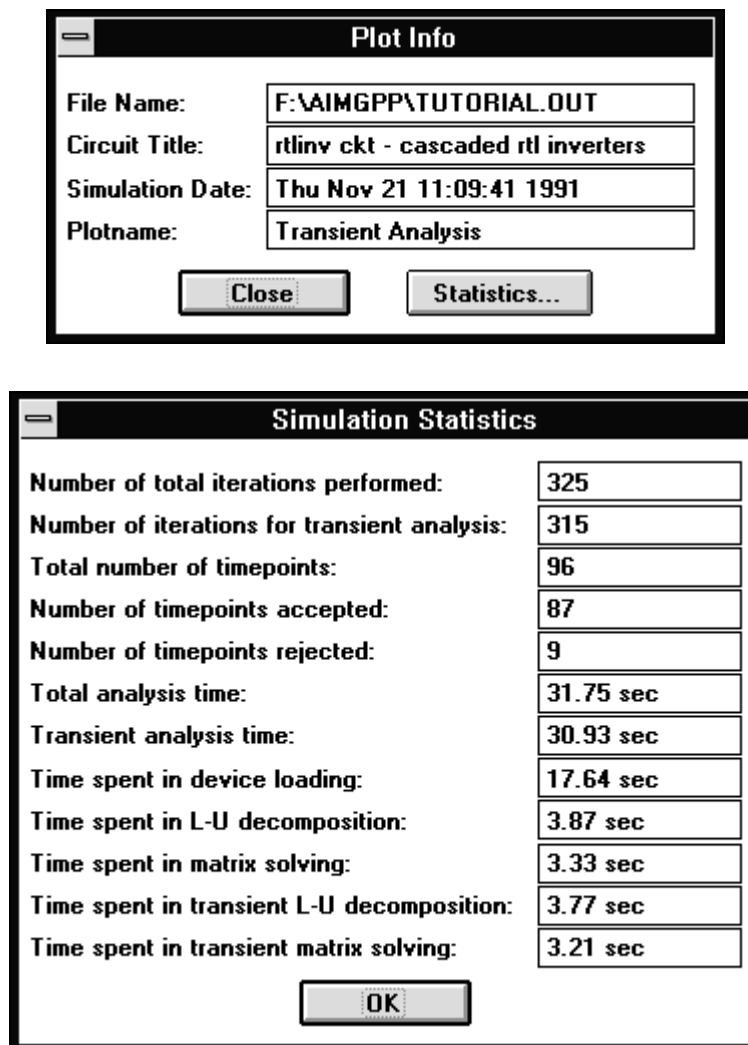 Plot Info
File Name: F:\AIMGPP\TUTORIAL.OUT
Circuit Title: rtlinv ckt - cascaded rtl inverters
Simulation Date: Thu Nov 21 11:09:41 1991
Plotname: Transient Analysis
Close Statistics...
Simulation Statistics
Number of total iterations performed: 325
Number of iterations for transient analysis: 315
Total number of timepoints: 96
Number of timepoints accepted: 87
Number of timepoints rejected: 9
Total analysis time: 31.75 sec
Transient analysis time: 30.93 sec
Time spent in device loading: 17.64 sec
Time spent in L-U decomposition: 3.87 sec
Time spent in matrix solving: 3.33 sec
Time spent in transient L-U decomposition: 3.77 sec
Time spent in transient matrix solving: 3.21 sec
OK